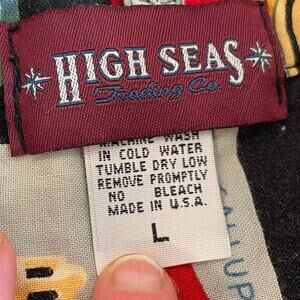 HIGH SEAS
Trading Co.
MACHINE WASH
IN COLD WATER
TUMBLE DRY LOW
REMOVE PROMPTLY
NO BLEACH
MADE IN U.S.A.
L